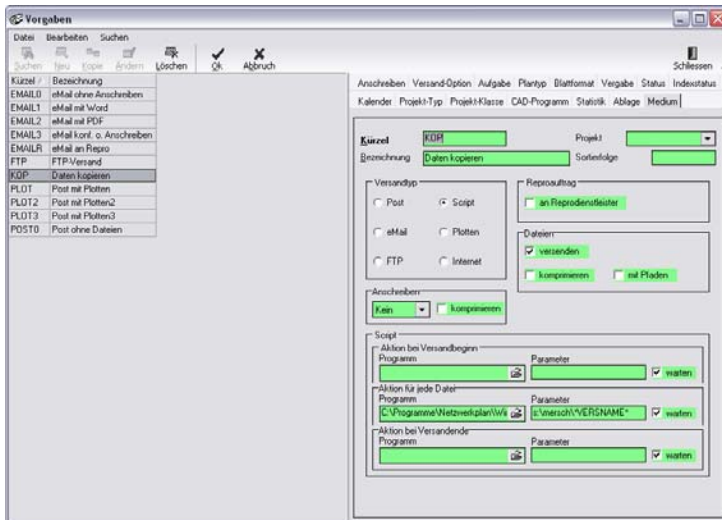 Vorgaben
Datei Bearbeiten Suchen
Suchen Neu Kopie Ändern Löschen Ok Abbruch Schliessen
Kürzel / Bezeichnung
EMAIL0 eMail ohne Anschreiben
EMAIL1 eMail mit Word
EMAIL2 eMail mit PDF
EMAIL3 eMail konf. o. Anschreiben
EMAILR eMail an Repro
FTP FTP-Versand
KOP Daten kopieren
PLOT Post mit Plotten
PLOT2 Post mit Plotten2
PLOT3 Post mit Plotten3
POST0 Post ohne Dateien
Anschreiben Versand-Option Aufgabe Plantyp Blattformat Vergabe Status Indexstatus
Kalender Projekt-Typ Projekt-Klasse CAD-Programm Statistik Ablage Medium
Kürzel KOP Projekt
Bezeichnung Daten kopieren Sortierfolge
Versandtyp
Post Script
eMail Plotten
FTP Internet
Reproauftrag
an Reprodienstleister
Dateien
versenden
komprimieren mit Pfaden
Anschreiben
Kein komprimieren
Script
Aktion bei Versandbeginn
Programm Parameter
warten
Aktion für jede Datei
Programm Parameter
C:\Programme\Netzwerkplan\Wi s:\mersch\*VERSNAME* warten
Aktion bei Versandende
Programm Parameter
warten